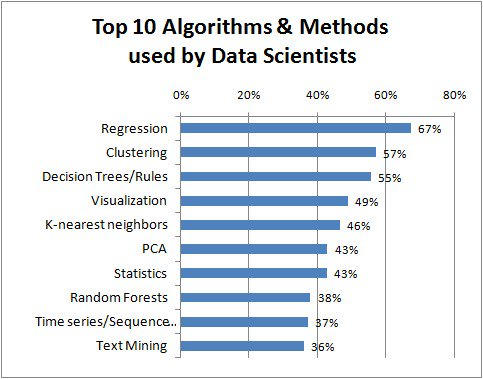 Top 10 Algorithms & Methods
used by Data Scientists
0% 20% 40% 60% 80%
Regression 67%
Clustering 57%
Decision Trees/Rules 55%
Visualization 49%
K-nearest neighbors 46%
PCA 43%
Statistics 43%
Random Forests 38%
Time series/Sequence... 37%
Text Mining 36%